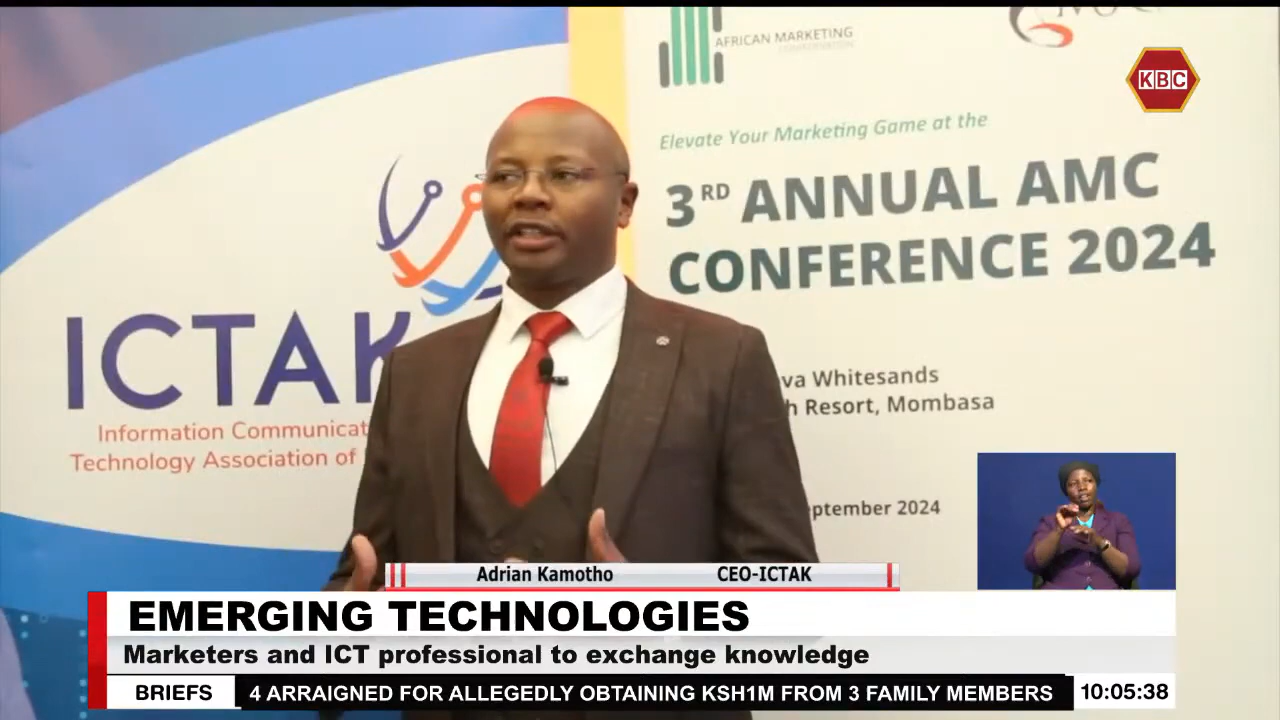 AFRICAN MARKETING
CONFEDERATION
KBC
Elevate Your Marketing Game at the
3RD ANNUAL AMC
CONFERENCE 2024
ICTAK
Information Communicat
Technology Association of
va Whitesands
h Resort, Mombasa
ptember 2024
Adrian Kamotho CEO-ICTAK
EMERGING TECHNOLOGIES
Marketers and ICT professional to exchange knowledge
BRIEFS 4 ARRAIGNED FOR ALLEGEDLY OBTAINING KSH1M FROM 3 FAMILY MEMBERS 10:05:38